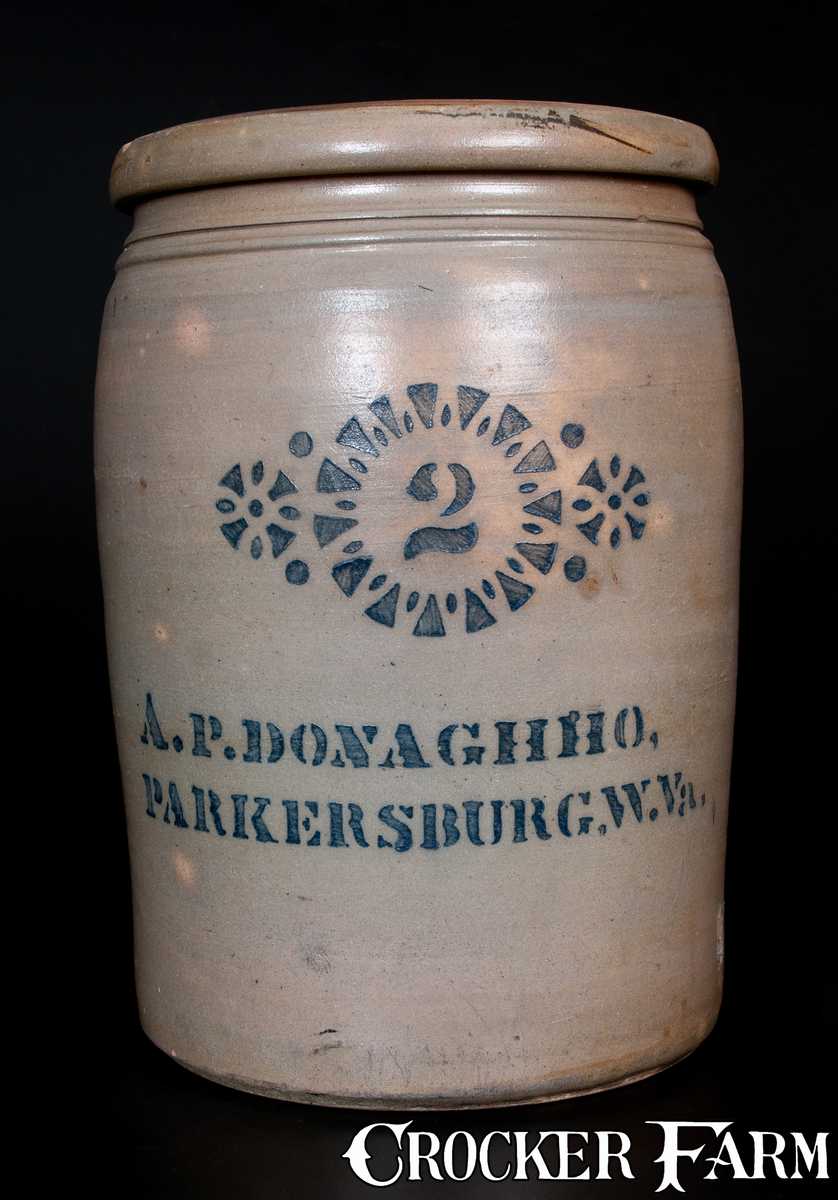 2
A.P. DONAGHHO,
PARKERSBURG, W.Va.
CROCKER FARM